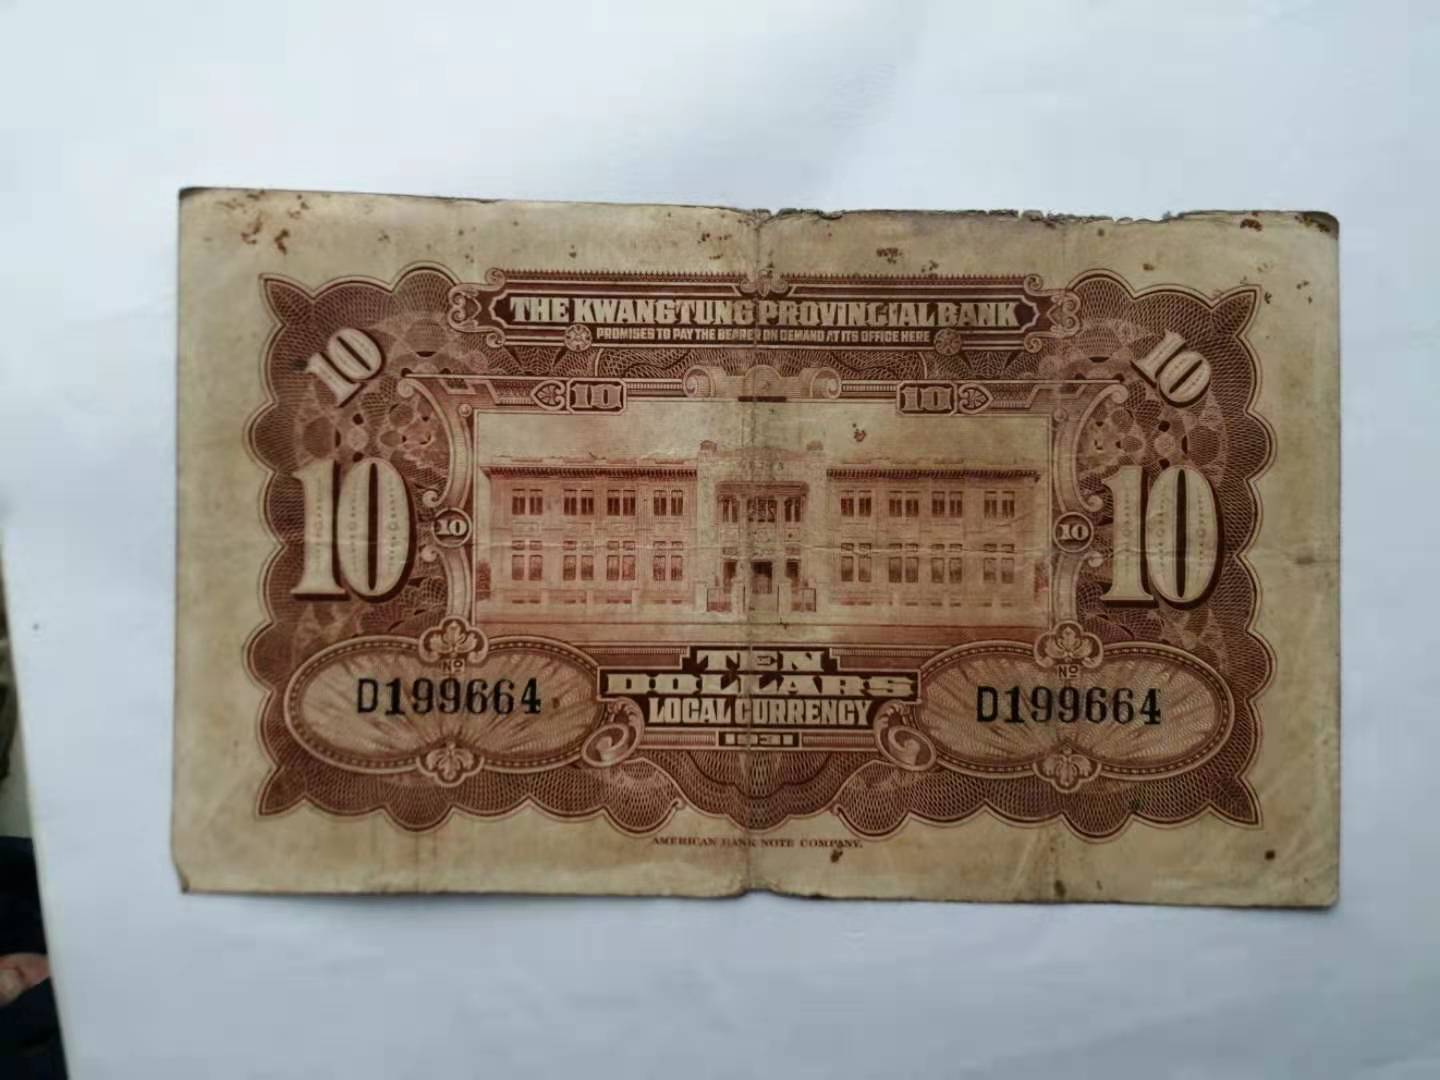 THE KWANGTUNG PROVINCIAL BANK
PROMISES TO PAY THE BEARER ON DEMAND AT ITS OFFICE HERE
10 10
10 10
10 10
10 10
TEN
DOLLARS
LOCAL CURRENCY
1931
Nº D199664
Nº D199664
AMERICAN BANK NOTE COMPANY.